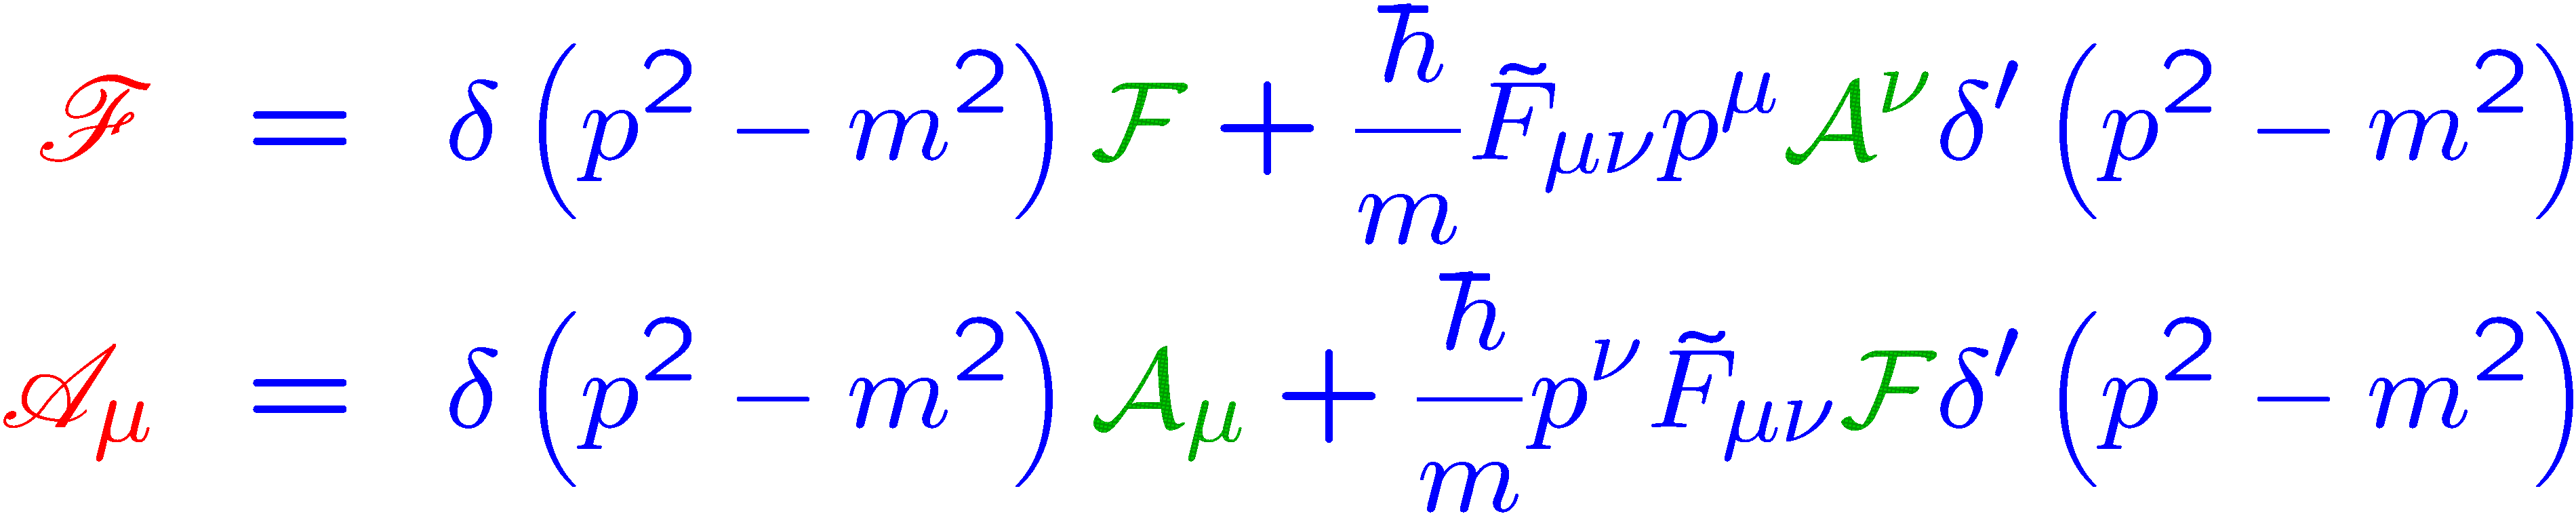 ℱ = δ(p² − m²) ℱ + ℏ/m F̃_{μν} p^μ 𝒜^ν δ′(p² − m²)
𝒜_μ = δ(p² − m²) 𝒜_μ + ℏ/m p^ν F̃_{μν} ℱ δ′(p² − m²)